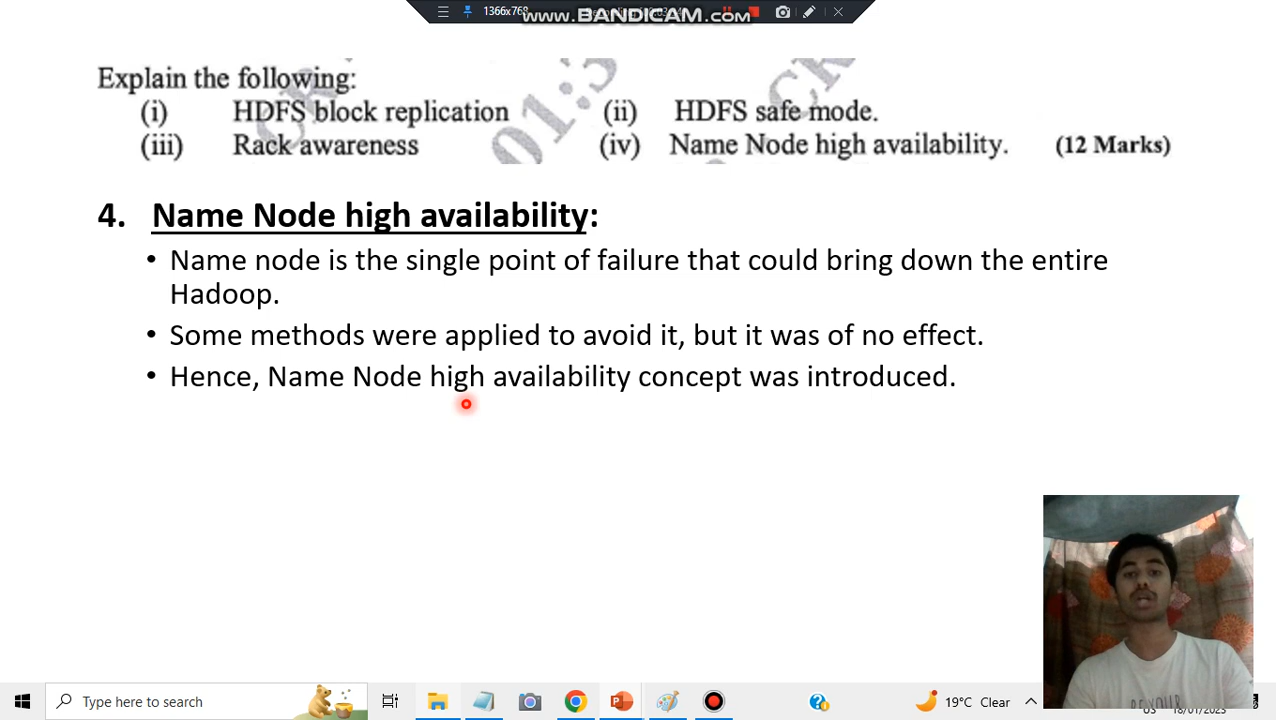 1366x768
www.BANDICAM.com
Explain the following:
(i) HDFS block replication (ii) HDFS safe mode.
(iii) Rack awareness (iv) Name Node high availability. (12 Marks)
4. Name Node high availability:
• Name node is the single point of failure that could bring down the entire
Hadoop.
• Some methods were applied to avoid it, but it was of no effect.
• Hence, Name Node high availability concept was introduced.
Type here to search
19°C Clear